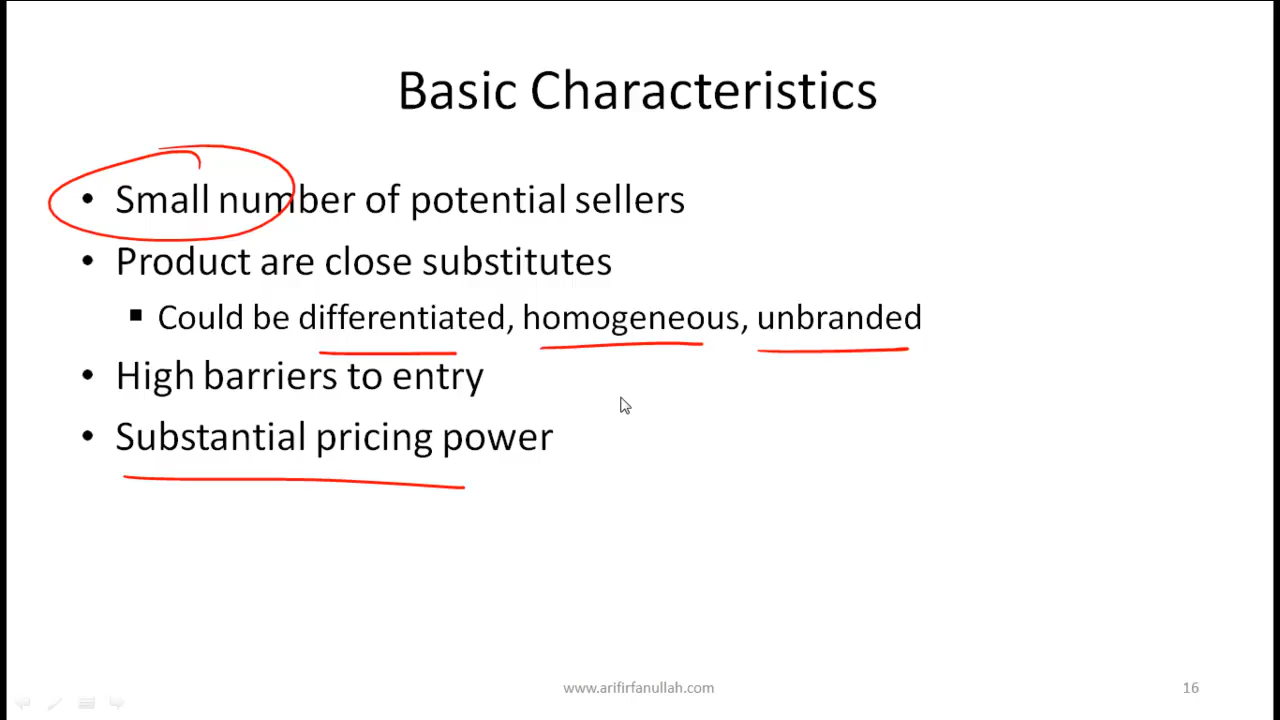 Basic Characteristics
• Small number of potential sellers
• Product are close substitutes
▪ Could be differentiated, homogeneous, unbranded
• High barriers to entry
• Substantial pricing power
www.arifirfanullah.com
16